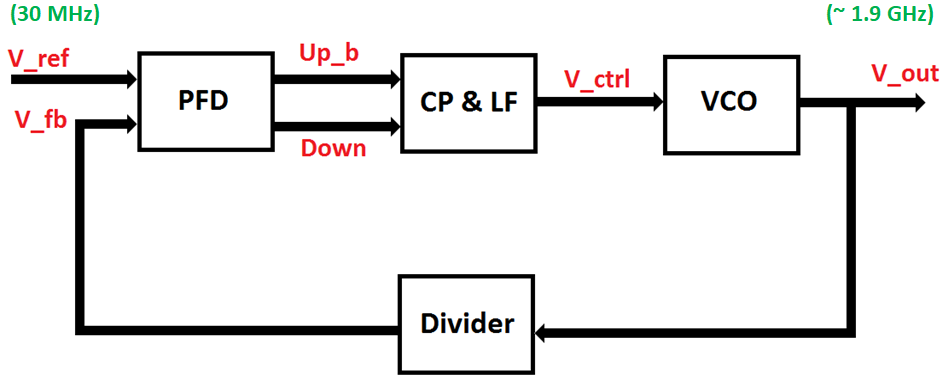 (30 MHz)
(~ 1.9 GHz)
V_ref
Up_b
V_ctrl
V_out
PFD
CP & LF
VCO
V_fb
Down
Divider